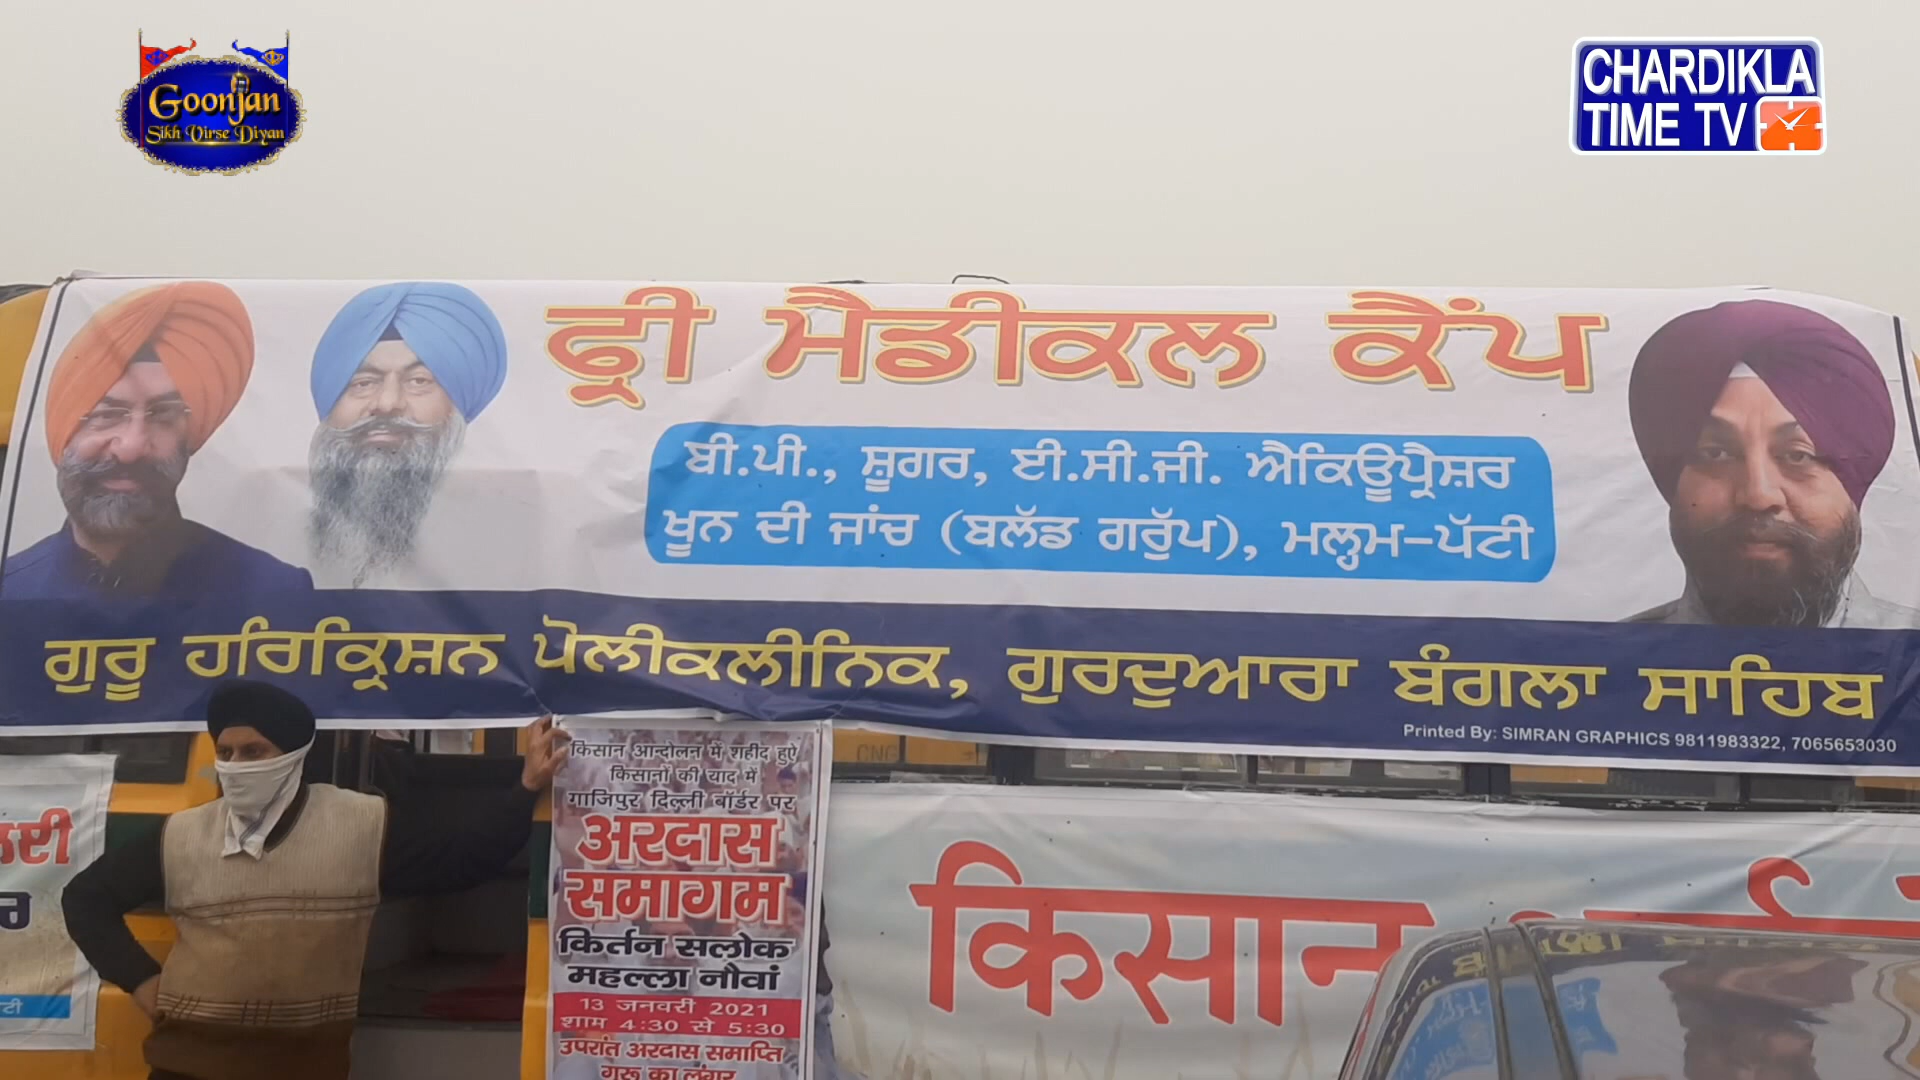 Goonjan
Sikh Virse Diyan
CHARDIKLA
TIME TV
ਫ੍ਰੀ ਮੈਡੀਕਲ ਕੈਂਪ
ਬੀ.ਪੀ., ਸ਼ੂਗਰ, ਈ.ਸੀ.ਜੀ. ਐਕਿਊਪ੍ਰੈਸ਼ਰ
ਖੂਨ ਦੀ ਜਾਂਚ (ਬਲੱਡ ਗਰੁੱਪ), ਮਲ੍ਹਮ-ਪੱਟੀ
ਗੁਰੂ ਹਰਿਕ੍ਰਿਸ਼ਨ ਪੋਲੀਕਲੀਨਿਕ, ਗੁਰਦੁਆਰਾ ਬੰਗਲਾ ਸਾਹਿਬ
Printed By: SIMRAN GRAPHICS 9811983322, 7065653030
CNG
किसान आन्दोलन में शहीद हुऐ
किसानों की याद में
गाजिपुर दिल्ली बॉर्डर पर
अरदास
समागम
किर्तन सलोक
महल्ला नौवां
13 जनवरी 2021
शाम 4:30 से 5:30
उपरांत अरदास समाप्ति
गुरू का लंगर
किसान